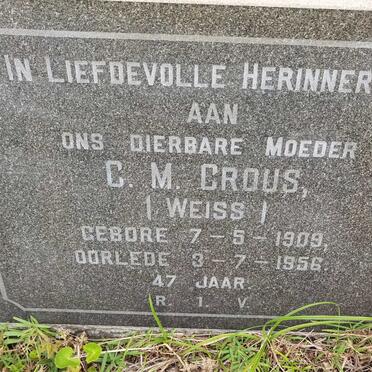 IN LIEFDEVOLLE HERINNER
AAN
ONS DIERBARE MOEDER
C. M. CROUS,
( WEISS )
GEBORE 7-5-1909,
OORLEDE 3-7-1956
47 JAAR.
R. I. V.